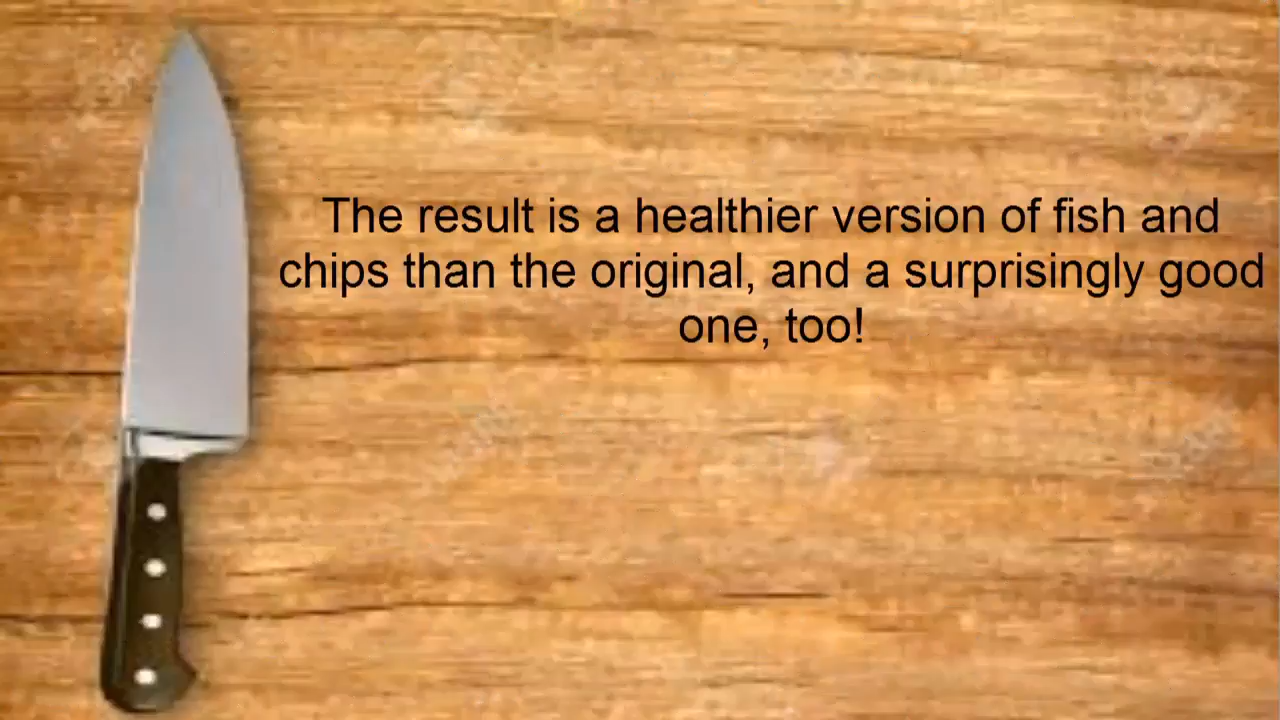 The result is a healthier version of fish and
chips than the original, and a surprisingly good
one, too!